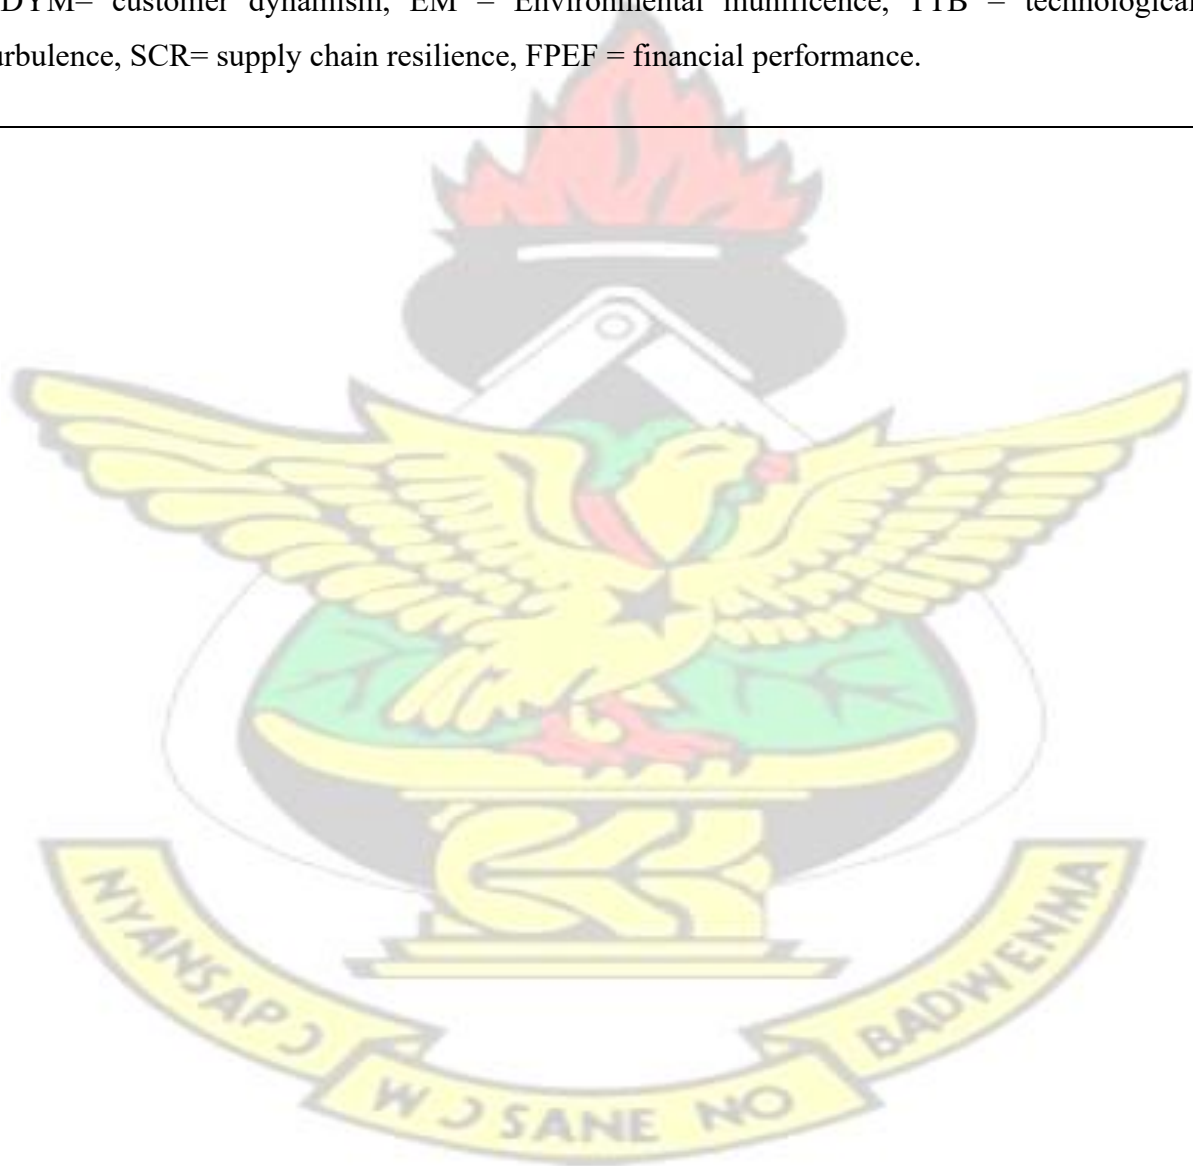 DYM= customer dynamism, EM = Environmental munificence, TTB = technological
urbulence, SCR= supply chain resilience, FPEF = financial performance.
NYANSAPƆ
WƆSANE NO
BADWENMA